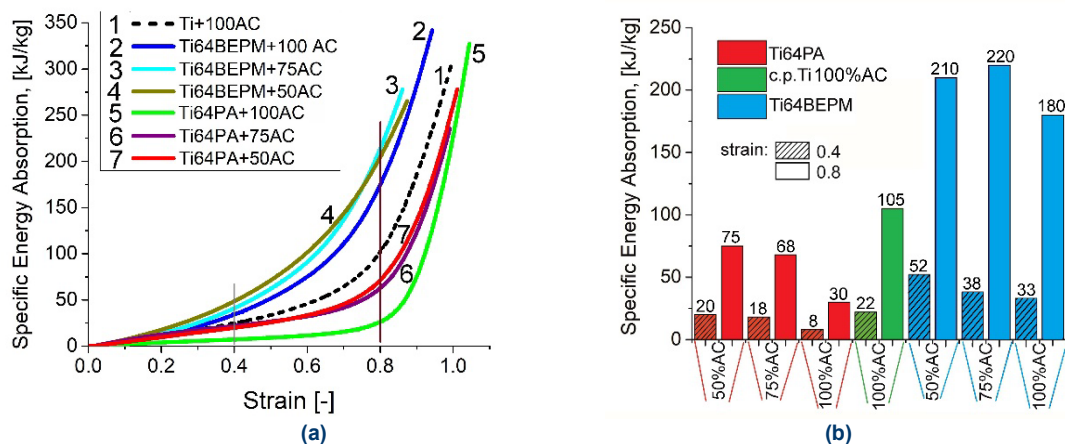 Specific Energy Absorption, [kJ/kg]
350
300
250
200
150
100
50
0
1 Ti+100AC
2 Ti64BEPM+100 AC
3 Ti64BEPM+75AC
4 Ti64BEPM+50AC
5 Ti64PA+100AC
6 Ti64PA+75AC
7 Ti64PA+50AC
2
5
1
3
4
7
6
0.0 0.2 0.4 0.6 0.8 1.0
Strain [-]
(a)
Specific Energy Absorption, [kJ/kg]
250
200
150
100
50
0
Ti64PA
c.p.Ti100%AC
Ti64BEPM
strain: 0.4
0.8
20 75 18 68 8 30 22 105 52 210 38 220 33 180
50%AC 75%AC 100%AC 100%AC 50%AC 75%AC 100%AC
(b)